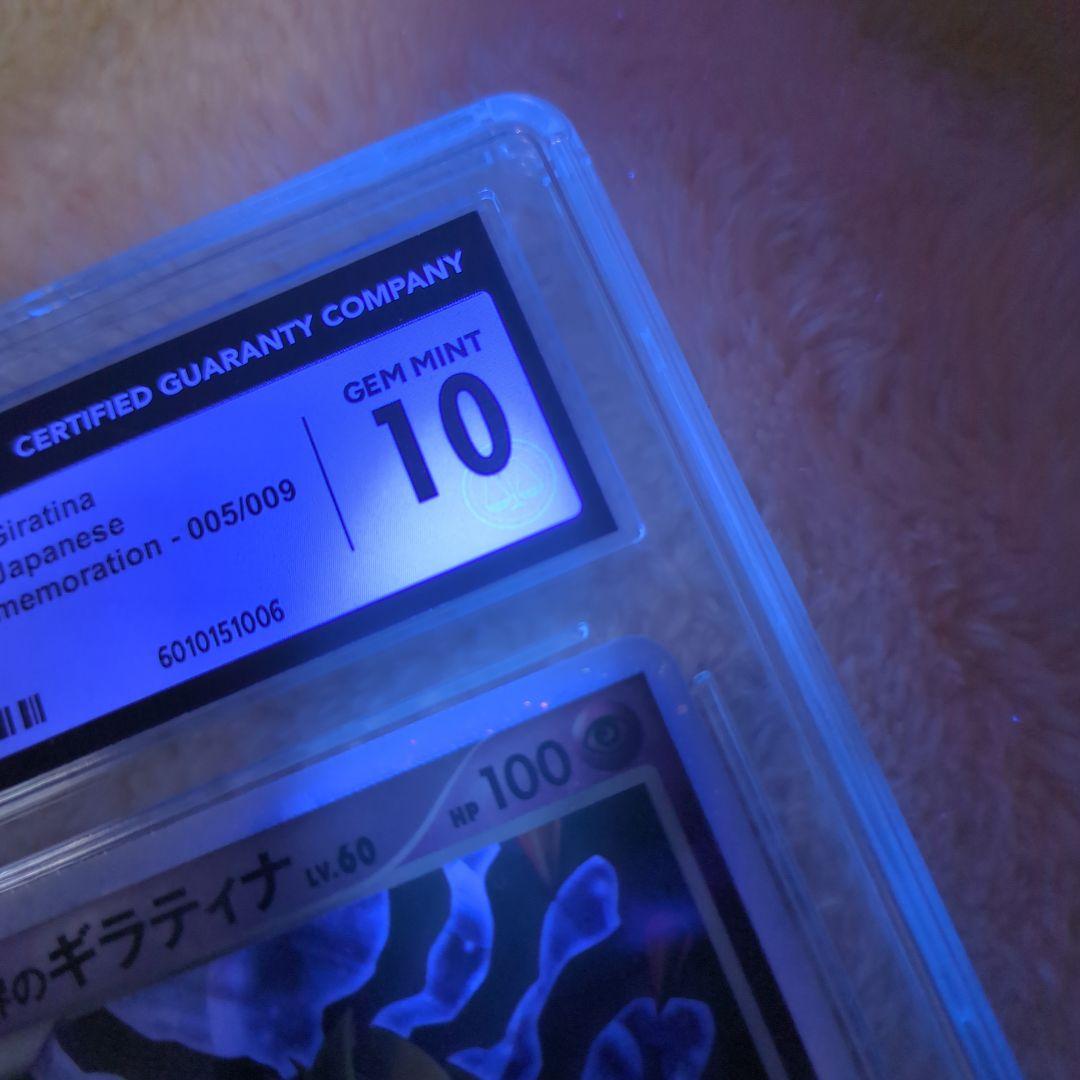 CERTIFIED GUARANTY COMPANY
GEM MINT
10
Giratina
Japanese
memoration - 005/009
6010151006
HP 100
のギラティナ LV.60